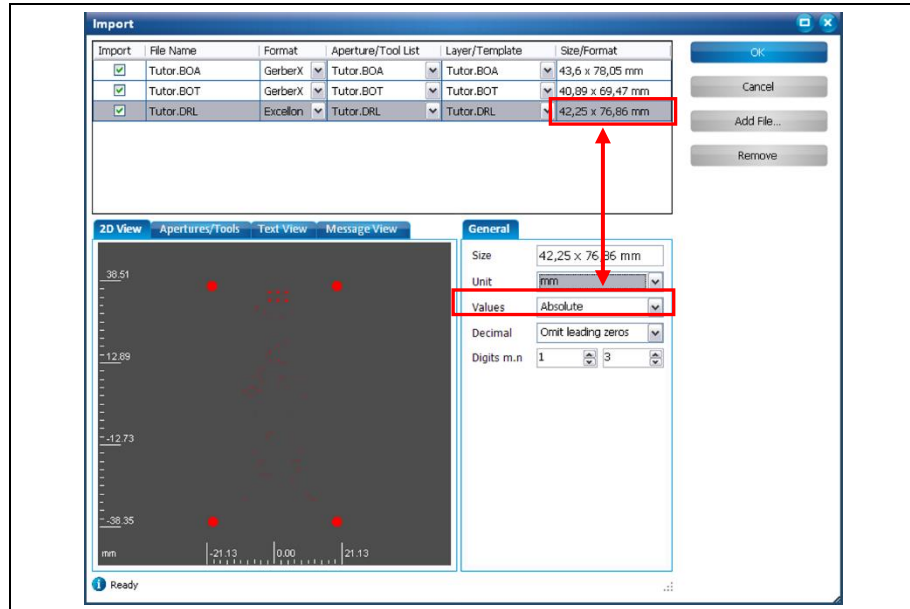 Import
Import File Name Format Aperture/Tool List Layer/Template Size/Format
Tutor.BOA GerberX Tutor.BOA Tutor.BOA 43,6 x 78,05 mm
Tutor.BOT GerberX Tutor.BOT Tutor.BOT 40,89 x 69,47 mm
Tutor.DRL Excellon Tutor.DRL Tutor.DRL 42,25 x 76,86 mm
OK
Cancel
Add File...
Remove
2D View Apertures/Tools Text View Message View
38.51
-12.89
-12.73
-38.35
mm -21.13 0.00 21.13
General
Size 42,25 x 76,86 mm
Unit mm
Values Absolute
Decimal Omit leading zeros
Digits m.n 1 3
Ready